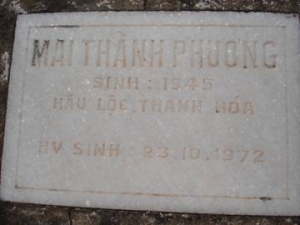 MAI THÀNH PHƯƠNG
SINH : 1945
HẬU LỘC, THANH HÓA
HY SINH : 23.10.1972